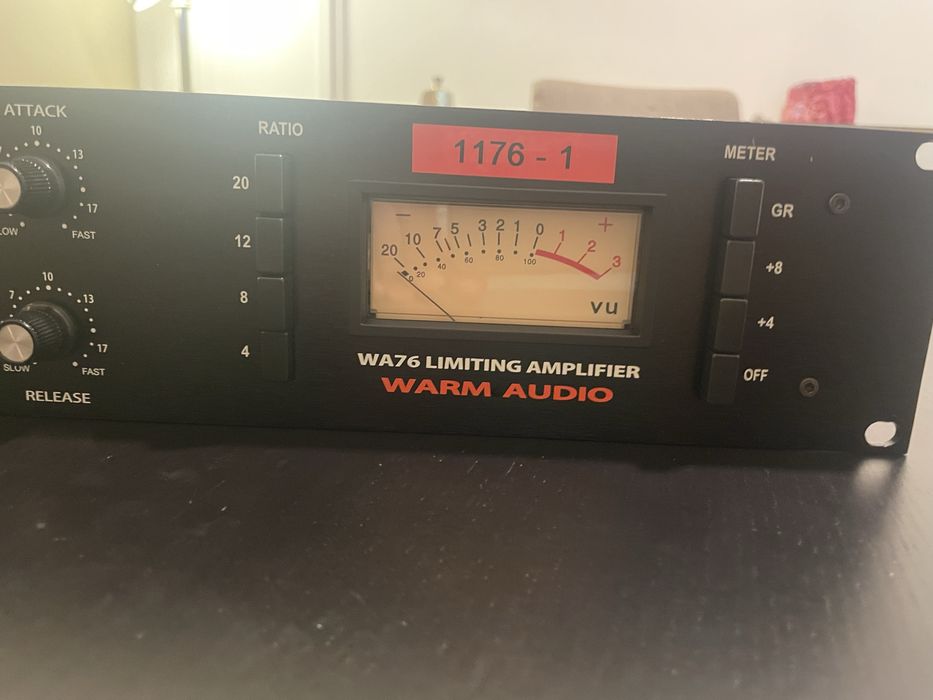 ATTACK
10
13
17
SLOW
FAST
10
7
13
17
SLOW
FAST
RELEASE
RATIO
20
12
8
4
1176 - 1
− +
20 10 7 5 3 2 1 0 1 2 3
0 20 40 60 80 100
VU
WA76 LIMITING AMPLIFIER
WARM AUDIO
METER
GR
+8
+4
OFF